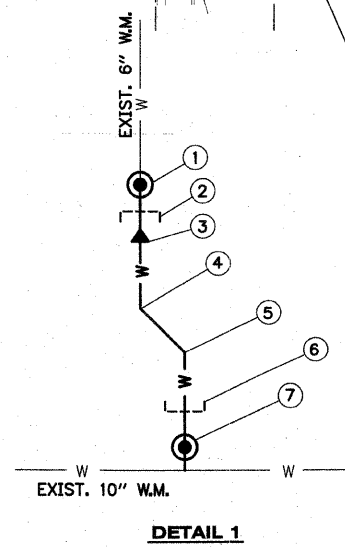 EXIST. 6" W.M.
W
1
2
3
W
4
5
6
W
7
W W
EXIST. 10" W.M.
DETAIL 1